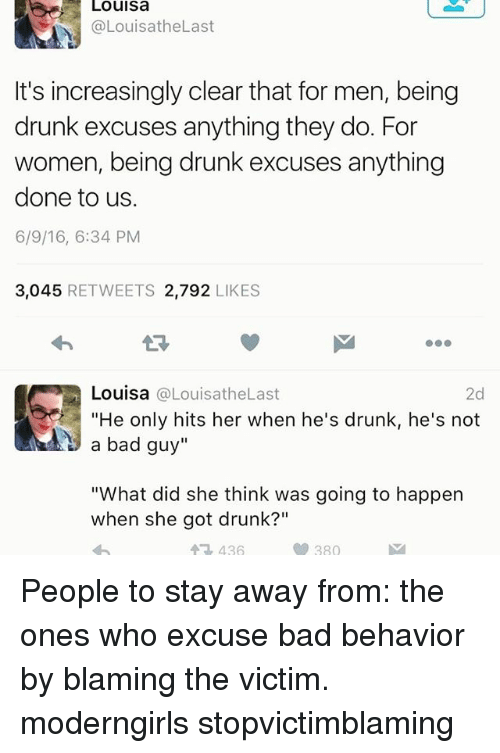 Louisa
@LouisatheLast
It's increasingly clear that for men, being
drunk excuses anything they do. For
women, being drunk excuses anything
done to us.
6/9/16, 6:34 PM
3,045 RETWEETS 2,792 LIKES
Louisa @LouisatheLast 2d
"He only hits her when he's drunk, he's not
a bad guy"
"What did she think was going to happen
when she got drunk?"
436 380
People to stay away from: the
ones who excuse bad behavior
by blaming the victim.
moderngirls stopvictimblaming